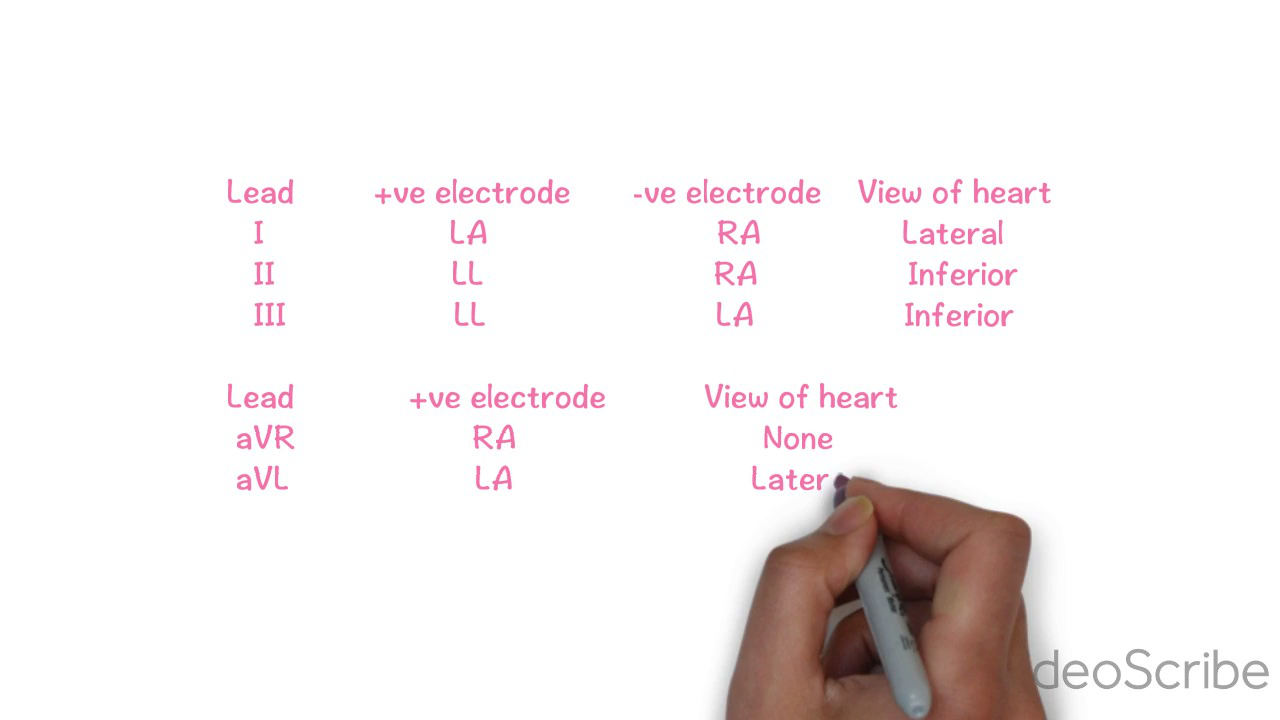 Lead +ve electrode -ve electrode View of heart
I LA RA Lateral
II LL RA Inferior
III LL LA Inferior
Lead +ve electrode View of heart
aVR RA None
aVL LA Later
deoScribe